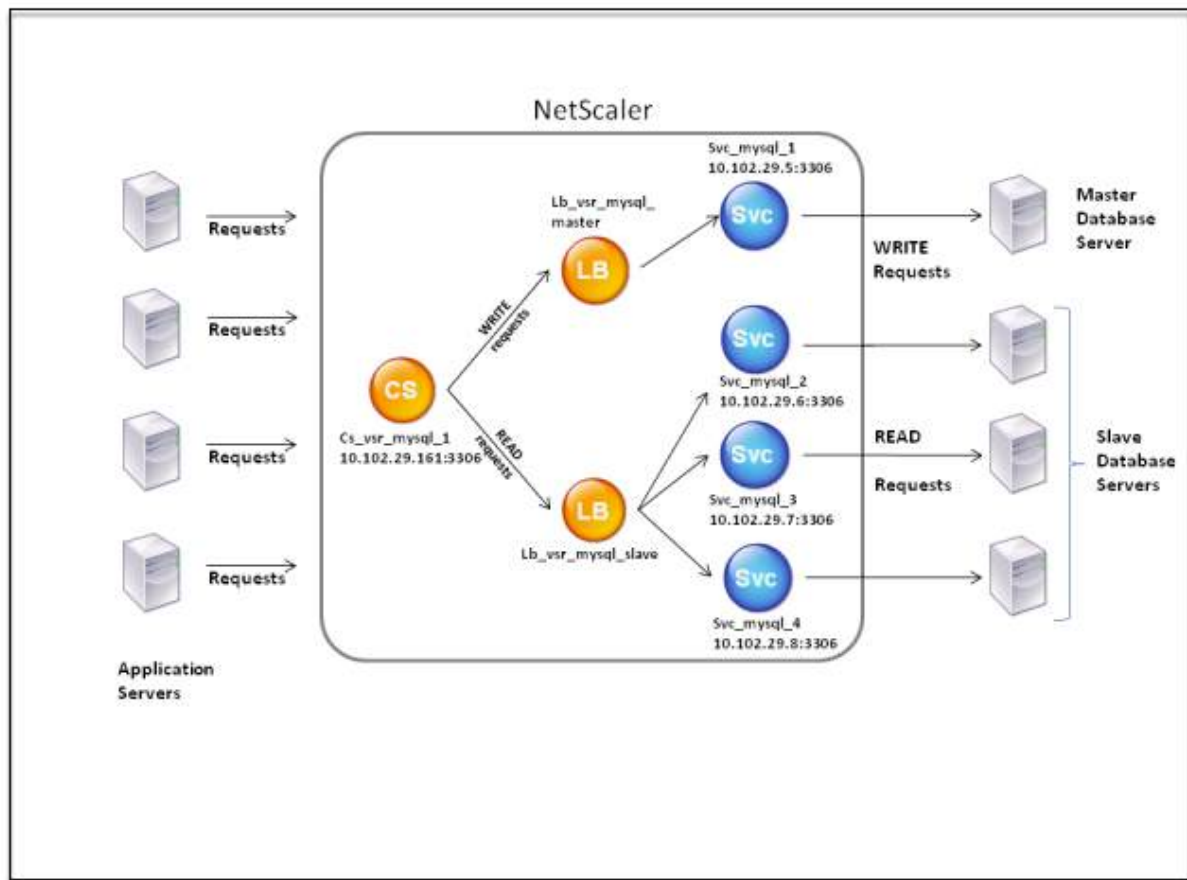 NetScaler
Svc_mysql_1
10.102.29.5:3306
Svc
Lb_vsr_mysql_
master
LB
Requests
WRITE
Requests
Master
Database
Server
WRITE
requests
Svc
Svc_mysql_2
10.102.29.6:3306
Requests
CS
Cs_vsr_mysql_1
10.102.29.161:3306
READ
requests
Svc
Svc_mysql_3
10.102.29.7:3306
READ
Requests
Slave
Database
Servers
Requests
LB
Lb_vsr_mysql_slave
Svc
Svc_mysql_4
10.102.29.8:3306
Requests
Application
Servers